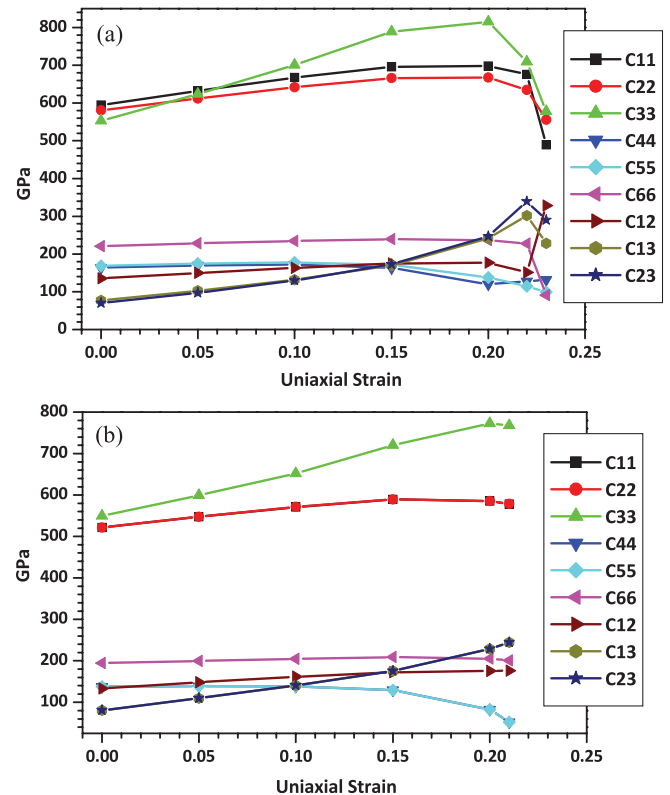 (a)
800
700
600
500
400
300
200
100
0
GPa
0.00 0.05 0.10 0.15 0.20 0.25
Uniaxial Strain
C11
C22
C33
C44
C55
C66
C12
C13
C23
(b)
800
700
600
500
400
300
200
100
GPa
0.00 0.05 0.10 0.15 0.20 0.25
Uniaxial Strain
C11
C22
C33
C44
C55
C66
C12
C13
C23